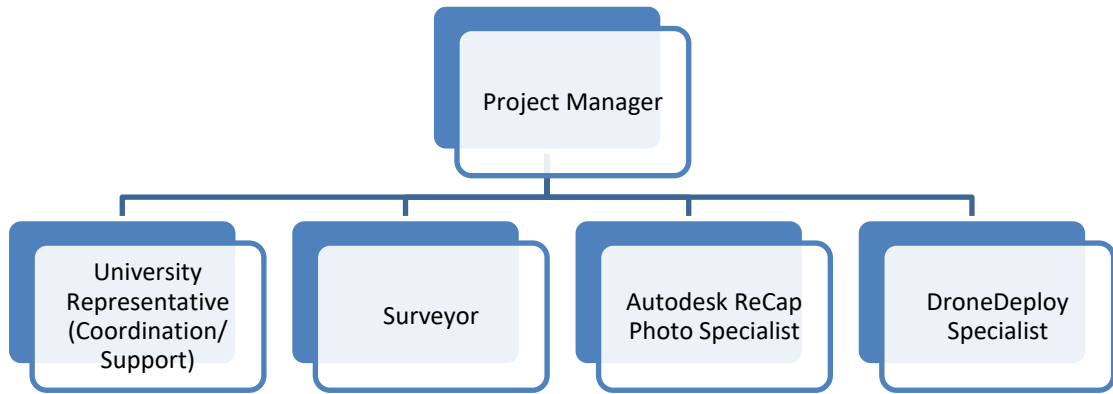 Project Manager
University
Representative
(Coordination/
Support)
Surveyor
Autodesk ReCap
Photo Specialist
DroneDeploy
Specialist